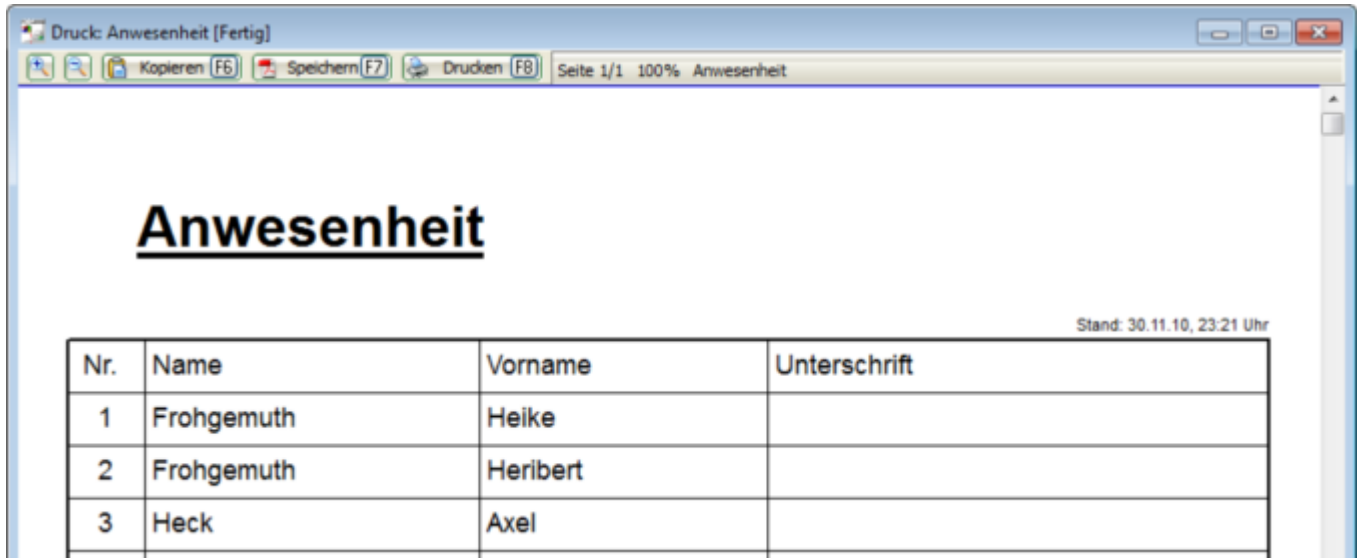 Druck: Anwesenheit [Fertig]
Kopieren F6 Speichern F7 Drucken F8 Seite 1/1 100% Anwesenheit
Anwesenheit
Stand: 30.11.10, 23:21 Uhr
Nr. Name Vorname Unterschrift
1 Frohgemuth Heike
2 Frohgemuth Heribert
3 Heck Axel